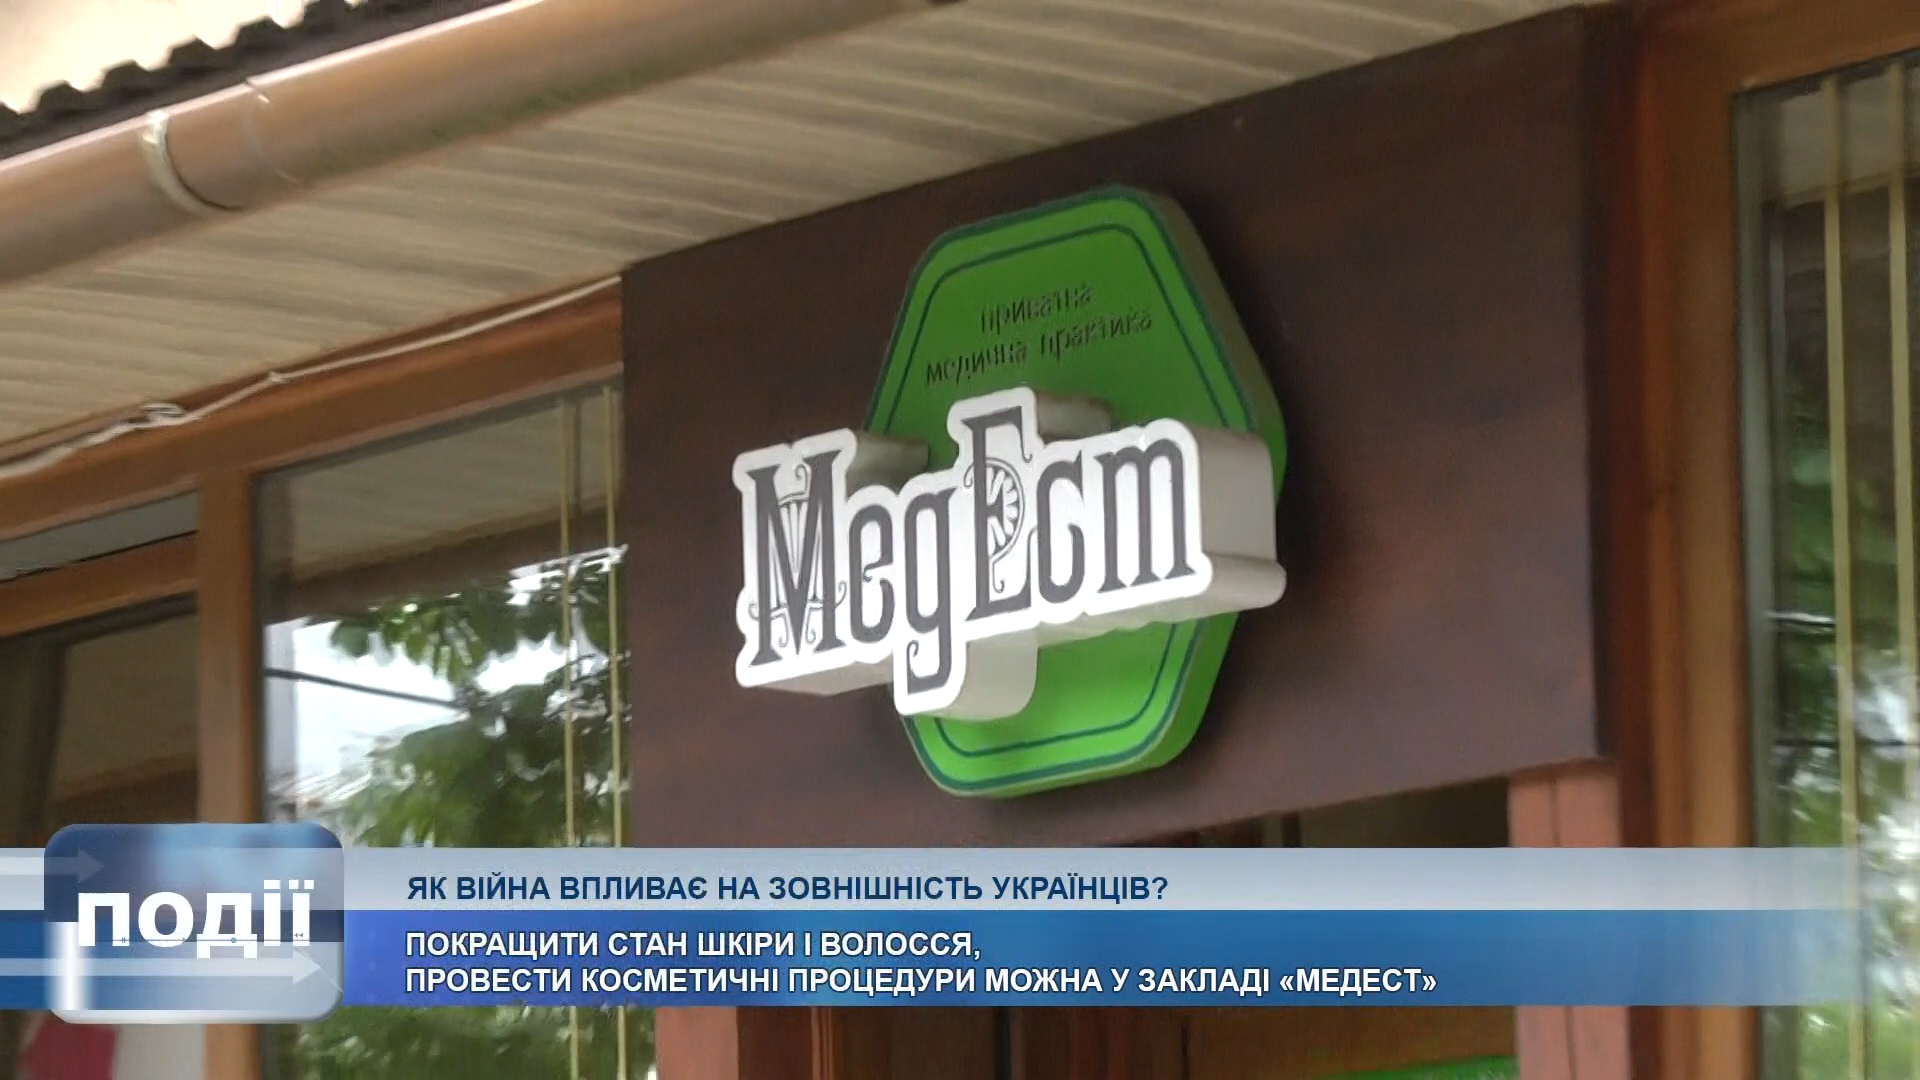 приватна
медична практика
МедЕст
ЯК ВІЙНА ВПЛИВАЄ НА ЗОВНІШНІСТЬ УКРАЇНЦІВ?
події
ПОКРАЩИТИ СТАН ШКІРИ І ВОЛОССЯ,
ПРОВЕСТИ КОСМЕТИЧНІ ПРОЦЕДУРИ МОЖНА У ЗАКЛАДІ «МЕДЕСТ»